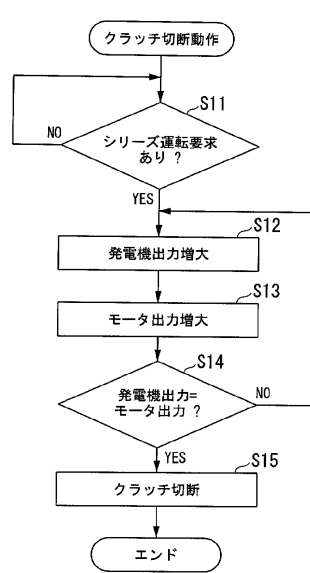 クラッチ切断動作
S11
シリーズ運転要求
あり ?
NO
YES
S12
発電機出力増大
S13
モータ出力増大
S14
発電機出力=
モータ出力 ?
NO
YES
S15
クラッチ切断
エンド